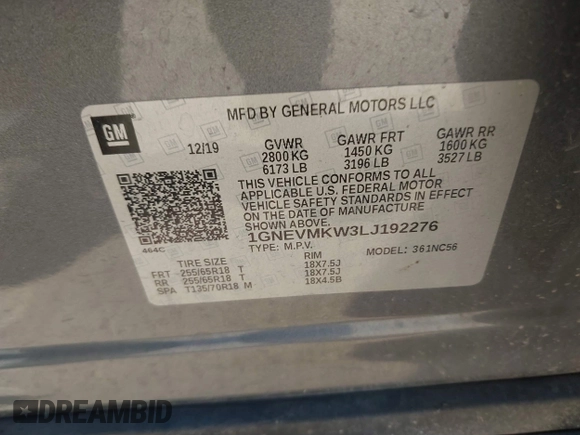 MFD BY GENERAL MOTORS LLC
GM
12/19 GVWR GAWR FRT GAWR RR
2800 KG 1450 KG 1600 KG
6173 LB 3196 LB 3527 LB
THIS VEHICLE CONFORMS TO ALL
APPLICABLE U.S. FEDERAL MOTOR
VEHICLE SAFETY STANDARDS IN EFFECT
ON THE DATE OF MANUFACTURE SHOWN
ABOVE.
1GNEVMKW3LJ192276
464C
TYPE: M.P.V. MODEL: 361NC56
TIRE SIZE RIM
FRT 255/65R18 T 18X7.5J
RR 255/65R18 T 18X7.5J
SPA T135/70R18 M 18X4.5B
DREAMBID